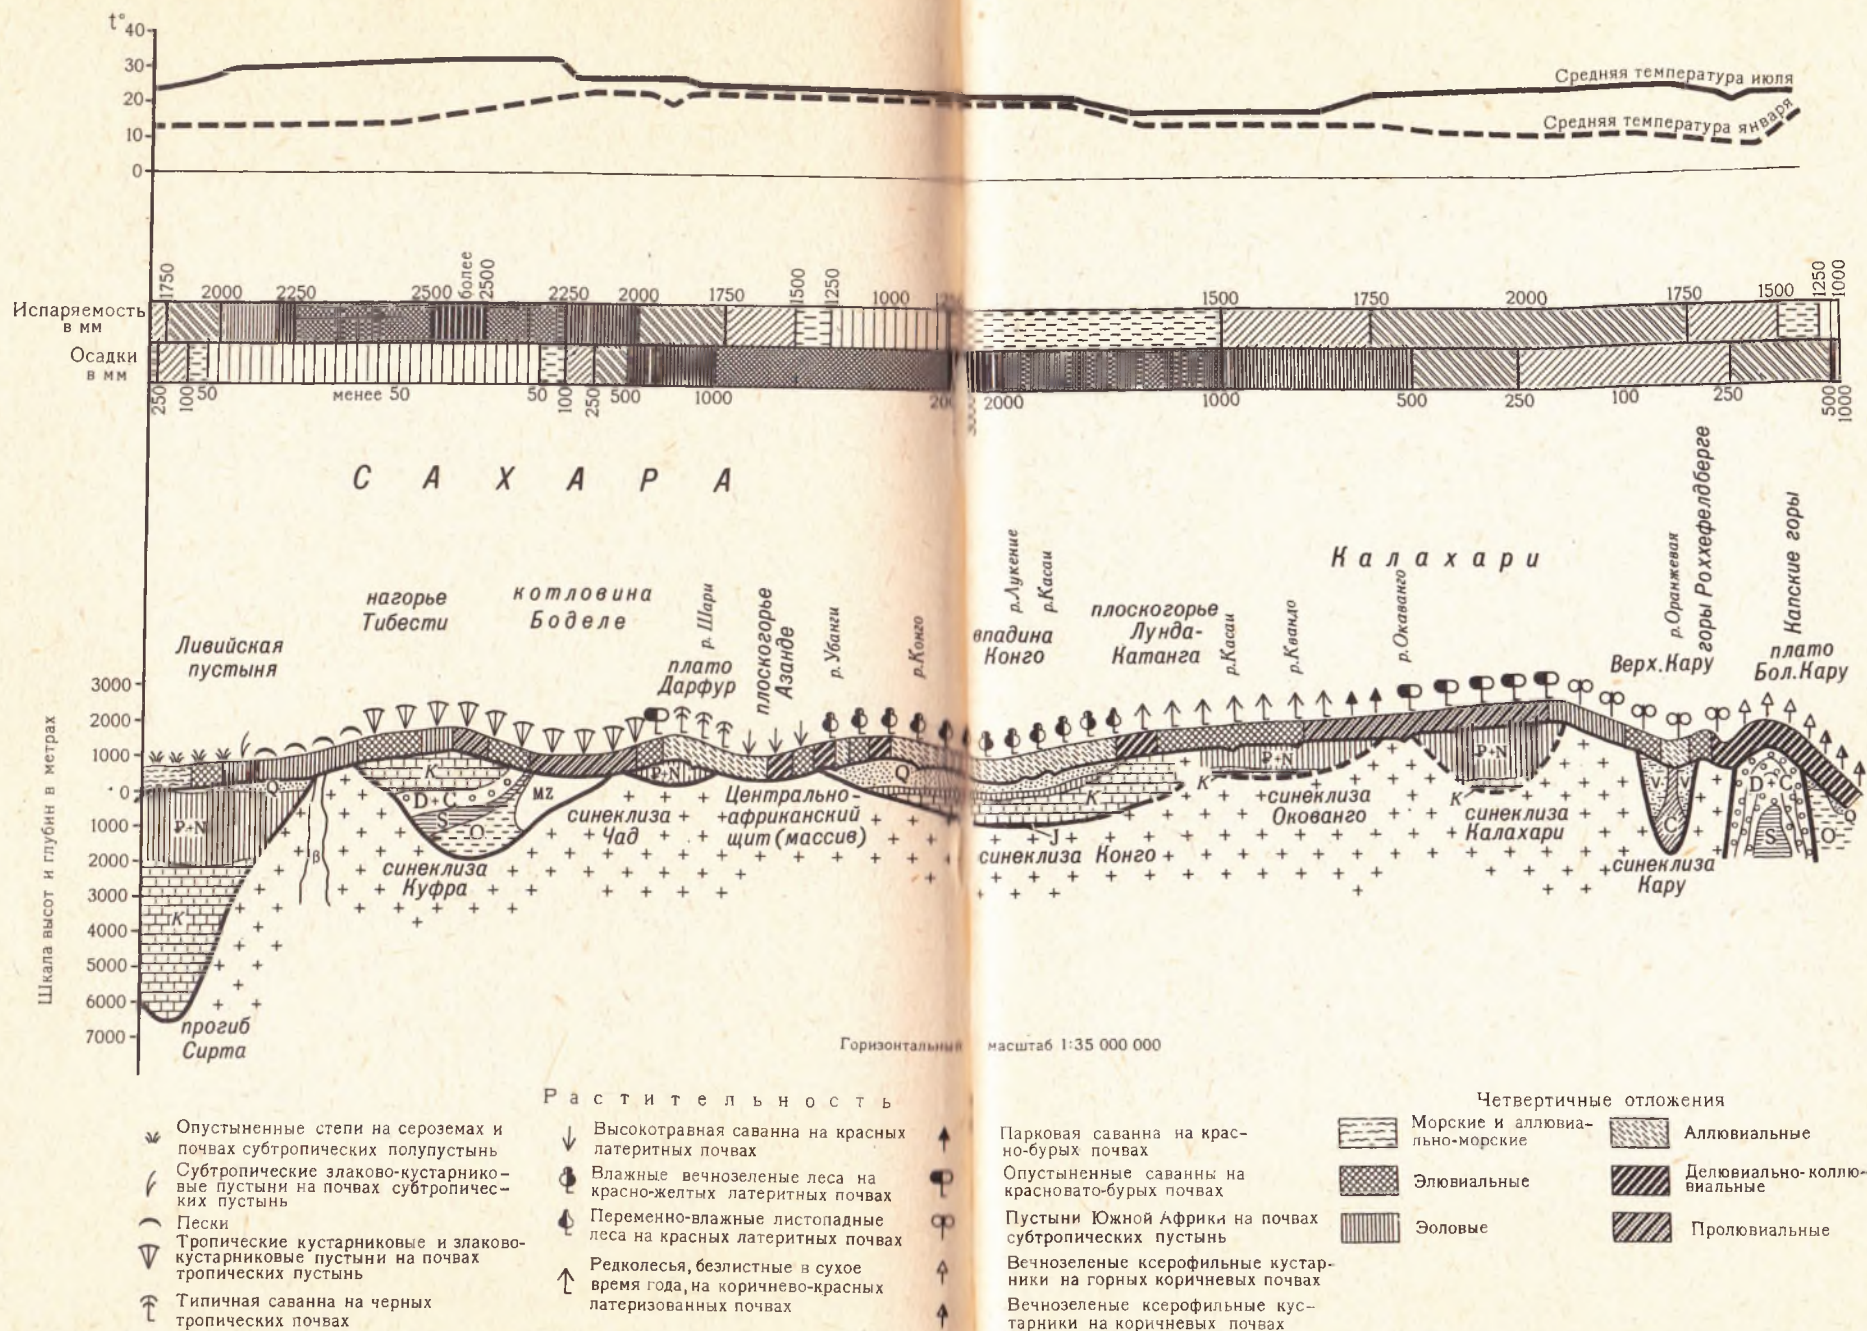 t°
40
30
20
10
0
Средняя температура июля
Средняя температура января
Испаряемость
в мм
1750
2000
2250
2500
более
2500
2250
2000
1750
1500
1250
1000
1500
1750
2000
1750
1500
1250
1000
Осадки
в мм
250
100
50
менее 50
50
100
250
500
1000
2000
1000
500
250
100
250
500
1000
САХАРА
Калахари
Ливийская
пустыня
нагорье
Тибести
котловина
Боделе
р. Шари
плато
Дарфур
плоскогорье
Азанде
р. Убанги
р. Конго
впадина
Конго
р. Лукение
р. Касаи
плоскогорье
Лунда-
Катанга
р. Касаи
р. Квандо
р. Окаванго
Верх. Кару
р. Оранжевая
горы Роххефелдберге
Капские горы
плато
Бол. Кару
Шкала высот и глубин в метрах
3000
2000
1000
0
1000
2000
3000
4000
5000
6000
7000
Q
P+N
K
β
K
D+C
S
O
MZ
P+N
Q
K
J
K
P+N
K
P+N
V
V
C
D+C
S
O
Q
прогиб
Сирта
синеклиза
Куфра
синеклиза
Чад
Центрально-
африканский
щит (массив)
синеклиза Конго
синеклиза
Окованго
синеклиза
Калахари
синеклиза
Кару
Горизонтальный масштаб 1:35 000 000
Растительность
Опустыненные степи на сероземах и
почвах субтропических полупустынь
Субтропические злаково-кустарнико-
вые пустыни на почвах субтропичес-
ких пустынь
Пески
Тропические кустарниковые и злаково-
кустарниковые пустыни на почвах
тропических пустынь
Типичная саванна на черных
тропических почвах
Высокотравная саванна на красных
латеритных почвах
Влажные вечнозеленые леса на
красно-желтых латеритных почвах
Переменно-влажные листопадные
леса на красных латеритных почвах
Редколесья, безлистные в сухое
время года, на коричнево-красных
латеризованных почвах
Парковая саванна на крас-
но-бурых почвах
Опустыненные саванны на
красновато-бурых почвах
Пустыни Южной Африки на почвах
субтропических пустынь
Вечнозеленые ксерофильные кустар-
ники на горных коричневых почвах
Вечнозеленые ксерофильные кус-
тарники на коричневых почвах
Четвертичные отложения
Морские и аллювиа-
льно-морские
Элювиальные
Эоловые
Аллювиальные
Делювиально-коллю-
виальные
Пролювиальные